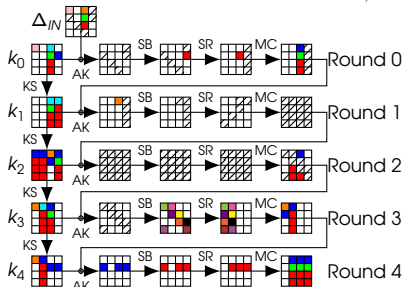 Δ_IN
k_0 AK SB SR MC Round 0
KS
k_1 AK SB SR MC Round 1
KS
k_2 AK SB SR MC Round 2
KS
k_3 AK SB SR MC Round 3
KS
k_4 AK SB SR MC Round 4